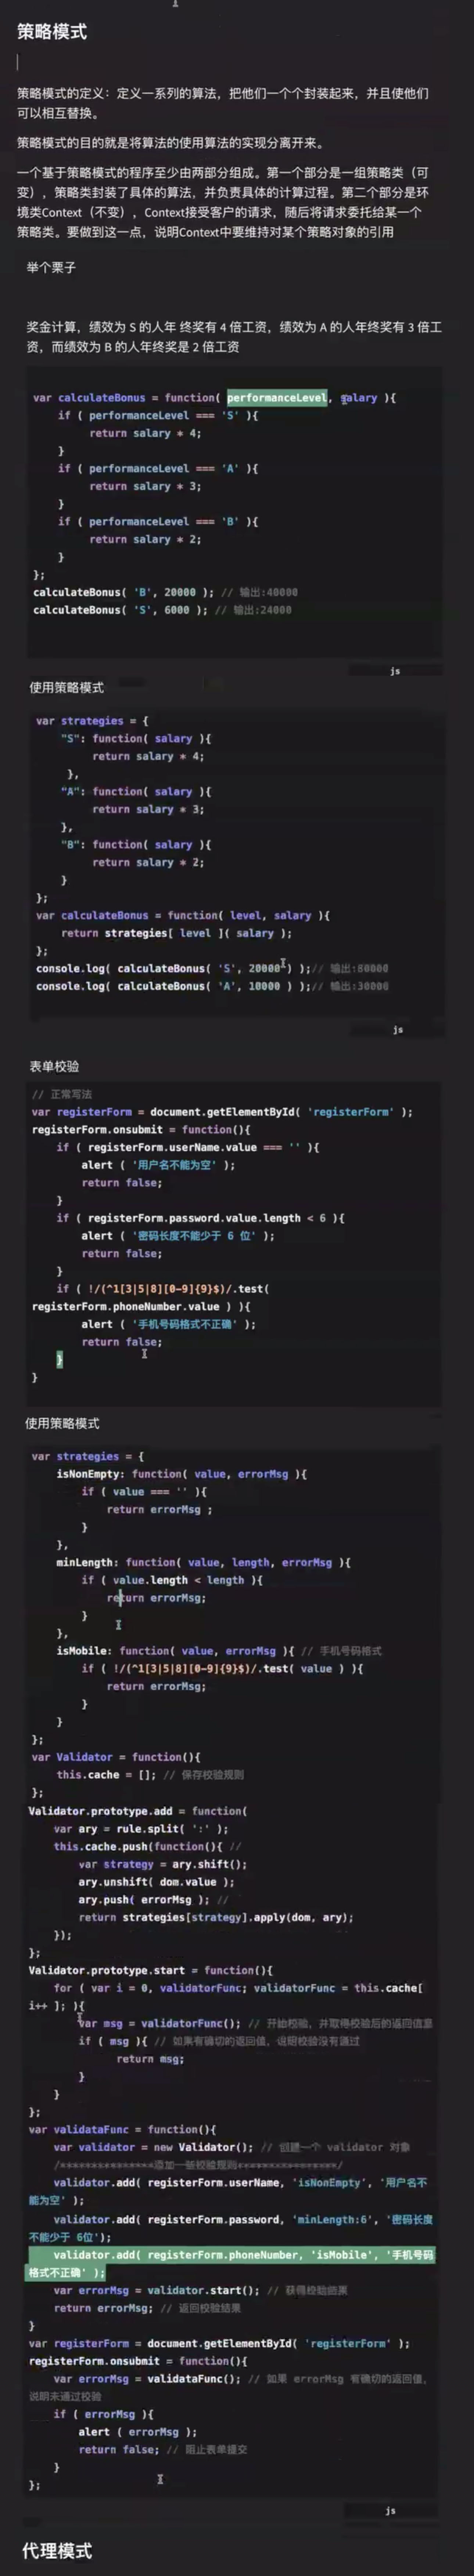 策略模式
策略模式的定义：定义一系列的算法，把他们一个个封装起来，并且使他们
可以相互替换。
策略模式的目的就是将算法的使用算法的实现分离开来。
一个基于策略模式的程序至少由两部分组成。第一个部分是一组策略类（可
变），策略类封装了具体的算法，并负责具体的计算过程。第二个部分是环
境类Context（不变），Context接受客户的请求，随后将请求委托给某一个
策略类。要做到这一点，说明Context中要维持对某个策略对象的引用
举个栗子
奖金计算，绩效为 S 的人年 终奖有 4 倍工资，绩效为 A 的人年终奖有 3 倍工
资，而绩效为 B 的人年终奖是 2 倍工资
var calculateBonus = function( performanceLevel, salary ){
if ( performanceLevel === 'S' ){
return salary * 4;
}
if ( performanceLevel === 'A' ){
return salary * 3;
}
if ( performanceLevel === 'B' ){
return salary * 2;
}
};
calculateBonus( 'B', 20000 ); // 输出:40000
calculateBonus( 'S', 6000 ); // 输出:24000
js
使用策略模式
var strategies = {
"S": function( salary ){
return salary * 4;
},
"A": function( salary ){
return salary * 3;
},
"B": function( salary ){
return salary * 2;
}
};
var calculateBonus = function( level, salary ){
return strategies[ level ]( salary );
};
console.log( calculateBonus( 'S', 20000 ) );// 输出:80000
console.log( calculateBonus( 'A', 10000 ) );// 输出:30000
js
表单校验
// 正常写法
var registerForm = document.getElementById( 'registerForm' );
registerForm.onsubmit = function(){
if ( registerForm.userName.value === '' ){
alert ( '用户名不能为空' );
return false;
}
if ( registerForm.password.value.length < 6 ){
alert ( '密码长度不能少于 6 位' );
return false;
}
if ( !/(^1[3|5|8][0-9]{9}$)/.test(
registerForm.phoneNumber.value ) ){
alert ( '手机号码格式不正确' );
return false;
}
}
使用策略模式
var strategies = {
isNonEmpty: function( value, errorMsg ){
if ( value === '' ){
return errorMsg ;
}
},
minLength: function( value, length, errorMsg ){
if ( value.length < length ){
return errorMsg;
}
},
isMobile: function( value, errorMsg ){ // 手机号码格式
if ( !/(^1[3|5|8][0-9]{9}$)/.test( value ) ){
return errorMsg;
}
}
};
var Validator = function(){
this.cache = []; // 保存校验规则
};
Validator.prototype.add = function(
var ary = rule.split( ':' );
this.cache.push(function(){ //
var strategy = ary.shift();
ary.unshift( dom.value );
ary.push( errorMsg ); //
return strategies[strategy].apply(dom, ary);
});
};
Validator.prototype.start = function(){
for ( var i = 0, validatorFunc; validatorFunc = this.cache[
i++ ]; ){
var msg = validatorFunc(); // 开始校验，并取得校验后的返回信息
if ( msg ){ // 如果有确切的返回值，说明校验没有通过
return msg;
}
}
};
var validataFunc = function(){
var validator = new Validator(); // 创建一个 validator 对象
/***************添加一些校验规则****************/
validator.add( registerForm.userName, 'isNonEmpty', '用户名不
能为空' );
validator.add( registerForm.password, 'minLength:6', '密码长度
不能少于 6位');
validator.add( registerForm.phoneNumber, 'isMobile', '手机号码
格式不正确' );
var errorMsg = validator.start(); // 获得校验结果
return errorMsg; // 返回校验结果
}
var registerForm = document.getElementById( 'registerForm' );
registerForm.onsubmit = function(){
var errorMsg = validataFunc(); // 如果 errorMsg 有确切的返回值，
说明未通过校验
if ( errorMsg ){
alert ( errorMsg );
return false; // 阻止表单提交
}
};
js
代理模式